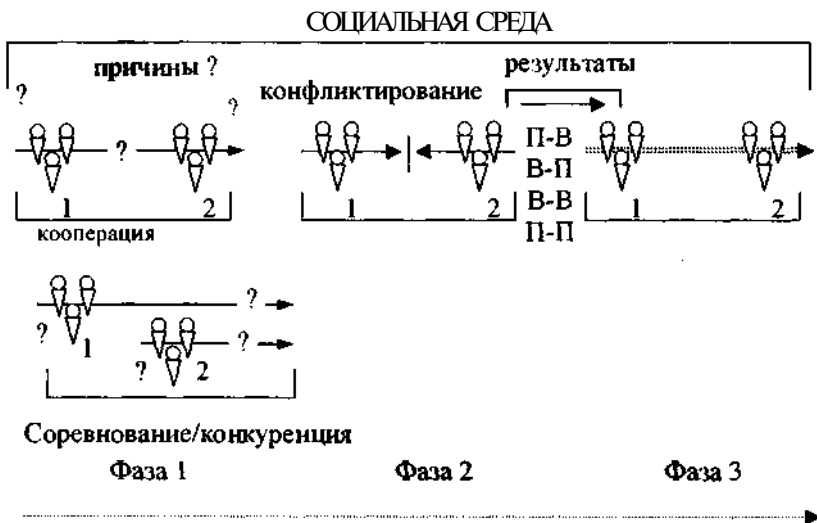 СОЦИАЛЬНАЯ СРЕДА
причины ?
результаты
?
?
конфликтирование
?
П-В
В-П
В-В
П-П
1
2
1
2
1
2
кооперация
?
?
1
?
?
2
Соревнование/конкуренция
Фаза 1
Фаза 2
Фаза 3